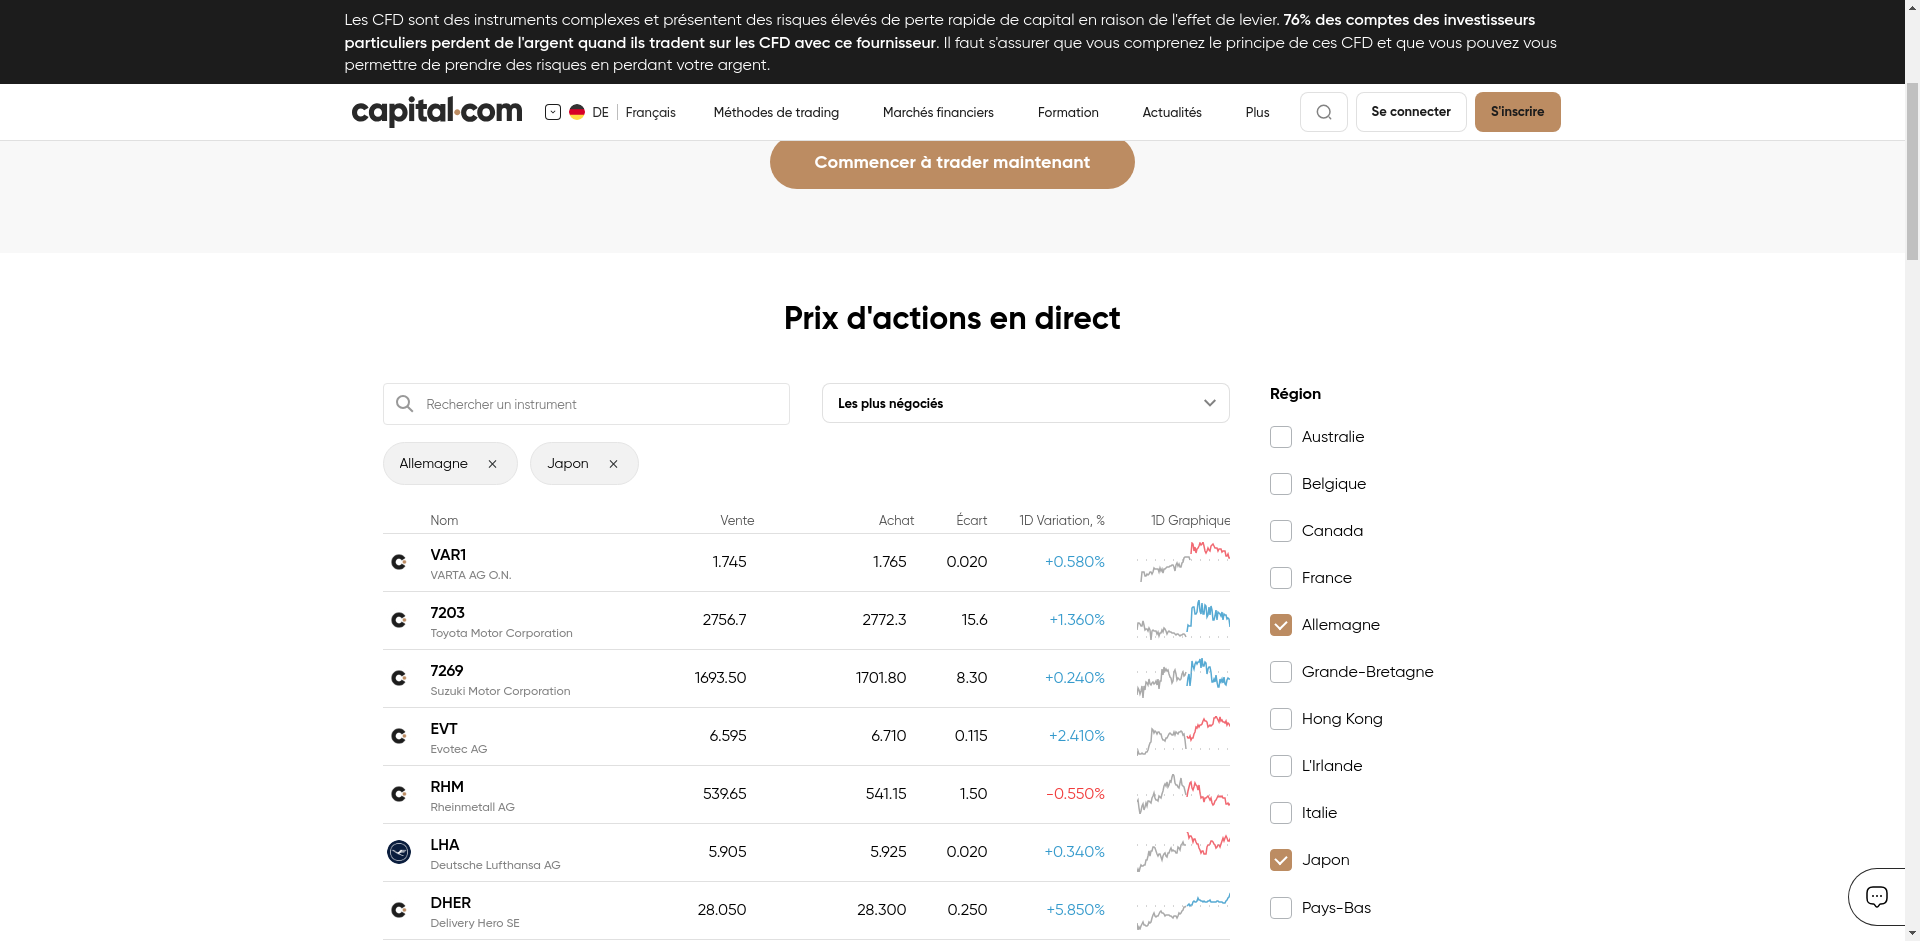 Les CFD sont des instruments complexes et présentent des risques élevés de perte rapide de capital en raison de l'effet de levier. 76% des comptes des investisseurs
particuliers perdent de l'argent quand ils tradent sur les CFD avec ce fournisseur. Il faut s'assurer que vous comprenez le principe de ces CFD et que vous pouvez vous
permettre de prendre des risques en perdant votre argent.
capital.com
DE | Français
Méthodes de trading
Marchés financiers
Formation
Actualités
Plus
Se connecter
S'inscrire
Commencer à trader maintenant
Prix d'actions en direct
Rechercher un instrument
Les plus négociés
Allemagne
Japon
Nom Vente Achat Écart 1D Variation, % 1D Graphique
VAR1
VARTA AG O.N.
1.745 1.765 0.020 +0.580%
7203
Toyota Motor Corporation
2756.7 2772.3 15.6 +1.360%
7269
Suzuki Motor Corporation
1693.50 1701.80 8.30 +0.240%
EVT
Evotec AG
6.595 6.710 0.115 +2.410%
RHM
Rheinmetall AG
539.65 541.15 1.50 -0.550%
LHA
Deutsche Lufthansa AG
5.905 5.925 0.020 +0.340%
DHER
Delivery Hero SE
28.050 28.300 0.250 +5.850%
Région
Australie
Belgique
Canada
France
Allemagne
Grande-Bretagne
Hong Kong
L'Irlande
Italie
Japon
Pays-Bas